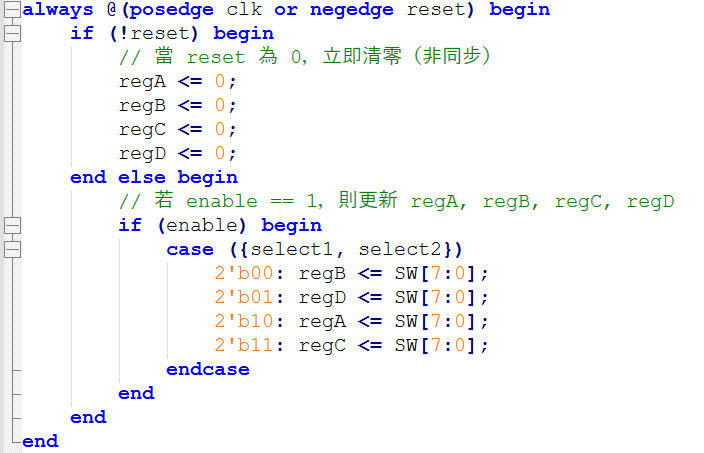 always @(posedge clk or negedge reset) begin
    if (!reset) begin
        // 當 reset 為 0，立即清零（非同步）
        regA <= 0;
        regB <= 0;
        regC <= 0;
        regD <= 0;
    end else begin
        // 若 enable == 1，則更新 regA, regB, regC, regD
        if (enable) begin
            case ({select1, select2})
                2'b00: regB <= SW[7:0];
                2'b01: regD <= SW[7:0];
                2'b10: regA <= SW[7:0];
                2'b11: regC <= SW[7:0];
            endcase
        end
    end
end